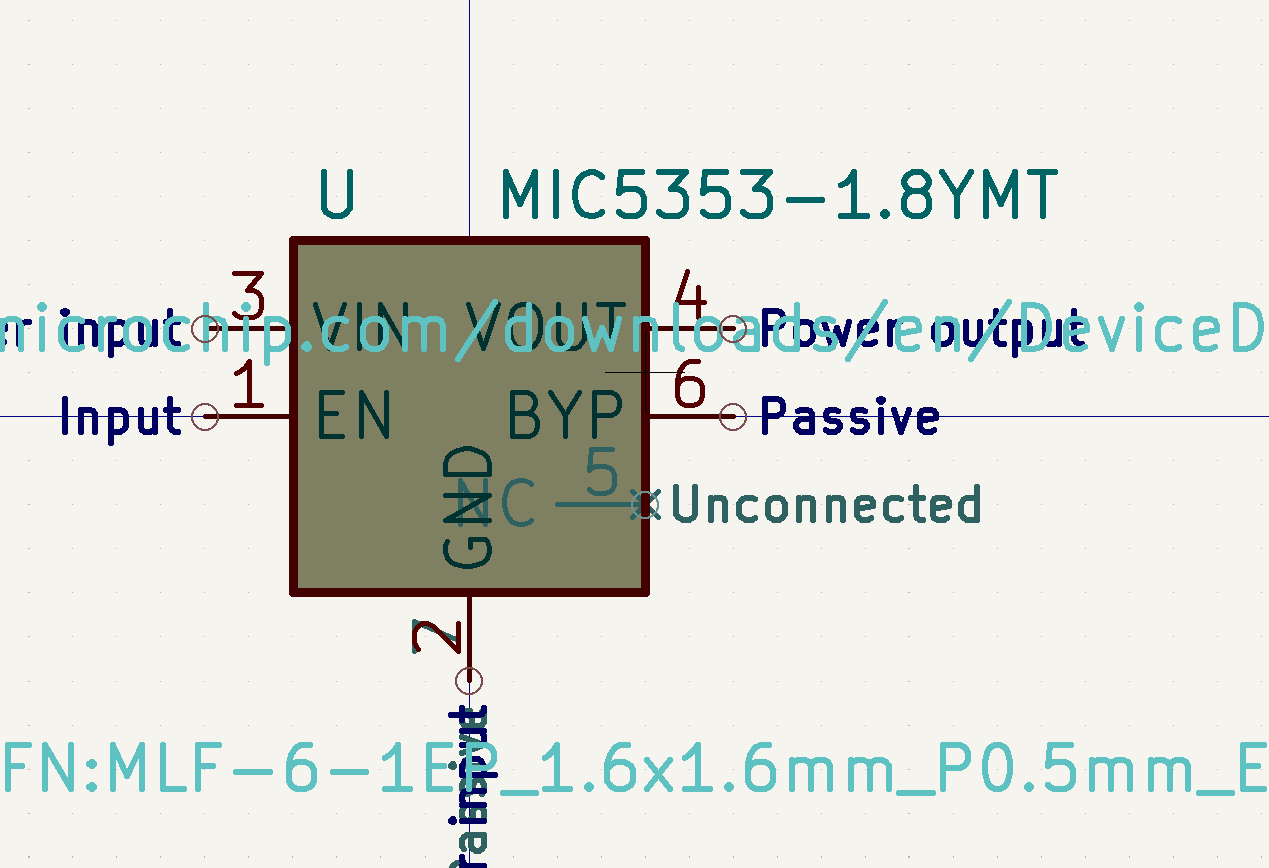 U MIC5353-1.8YMT
3 4
er input VIN VOUT Power output
microchip.com/downloads/en/DeviceD
1 6
Input EN BYP Passive
5
NC Unconnected
GND
2
input
FN:MLF-6-1EP_1.6x1.6mm_P0.5mm_E